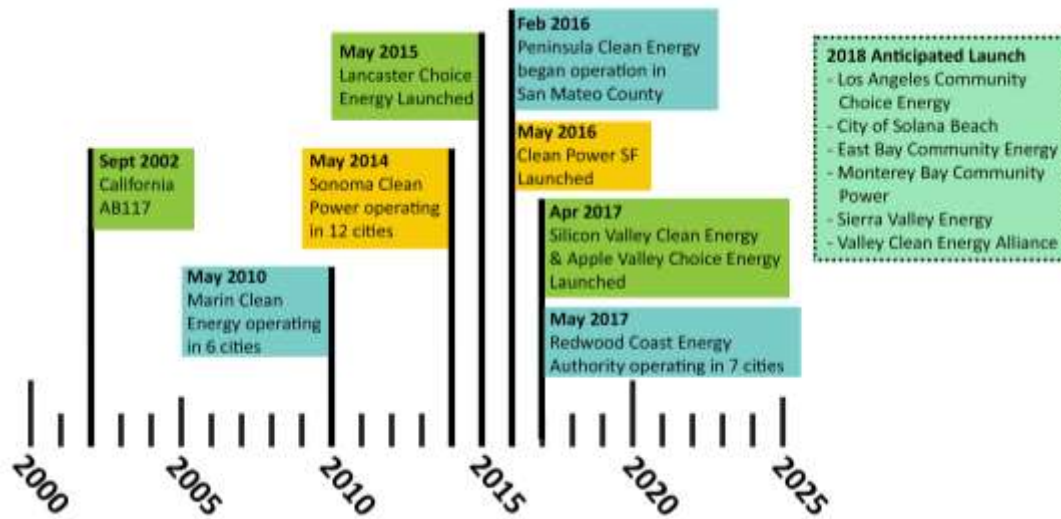 Sept 2002
California
AB117
May 2010
Marin Clean
Energy operating
in 6 cities
May 2014
Sonoma Clean
Power operating
in 12 cities
May 2015
Lancaster Choice
Energy Launched
Feb 2016
Peninsula Clean Energy
began operation in
San Mateo County
May 2016
Clean Power SF
Launched
Apr 2017
Silicon Valley Clean Energy
& Apple Valley Choice Energy
Launched
May 2017
Redwood Coast Energy
Authority operating in 7 cities
2018 Anticipated Launch
- Los Angeles Community
Choice Energy
- City of Solana Beach
- East Bay Community Energy
- Monterey Bay Community
Power
- Sierra Valley Energy
- Valley Clean Energy Alliance
2000
2005
2010
2015
2020
2025